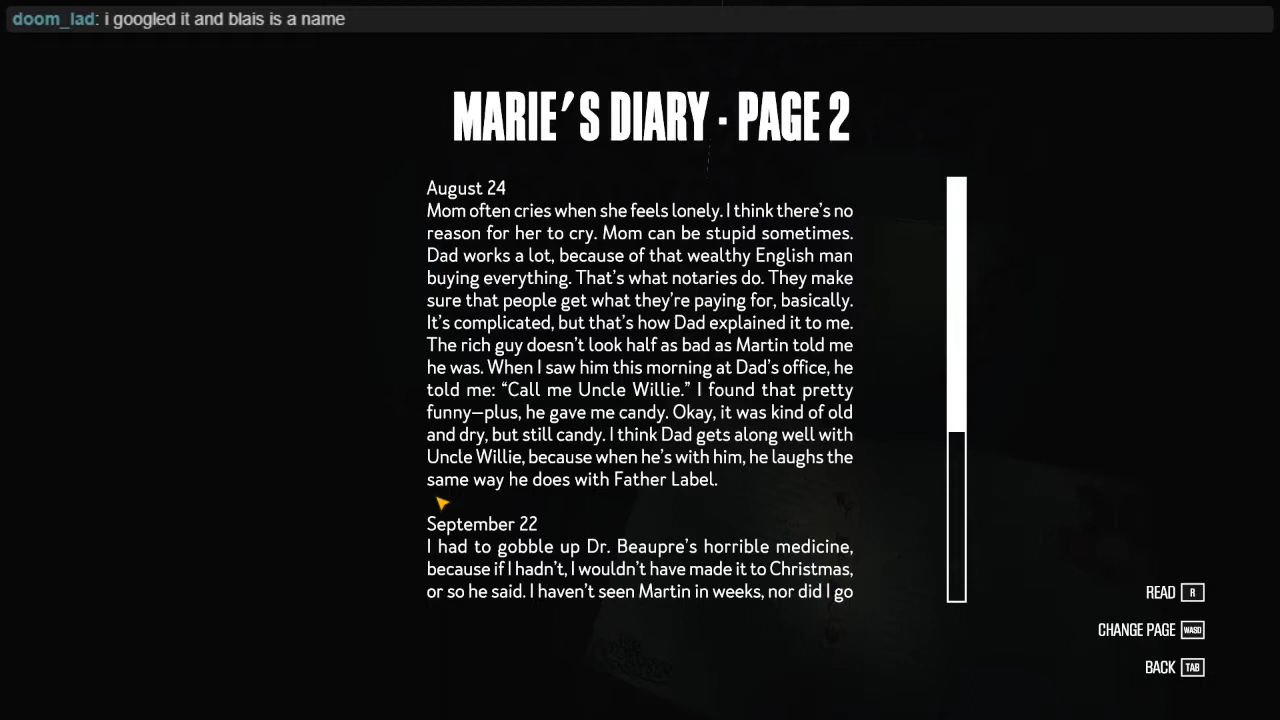 doom_lad: i googled it and blais is a name
MARIE'S DIARY · PAGE 2
August 24
Mom often cries when she feels lonely. I think there's no
reason for her to cry. Mom can be stupid sometimes.
Dad works a lot, because of that wealthy English man
buying everything. That's what notaries do. They make
sure that people get what they're paying for, basically.
It's complicated, but that's how Dad explained it to me.
The rich guy doesn't look half as bad as Martin told me
he was. When I saw him this morning at Dad's office, he
told me: “Call me Uncle Willie.” I found that pretty
funny—plus, he gave me candy. Okay, it was kind of old
and dry, but still candy. I think Dad gets along well with
Uncle Willie, because when he's with him, he laughs the
same way he does with Father Label.
September 22
I had to gobble up Dr. Beaupre's horrible medicine,
because if I hadn't, I wouldn't have made it to Christmas,
or so he said. I haven't seen Martin in weeks, nor did I go
READ R
CHANGE PAGE WASD
BACK TAB